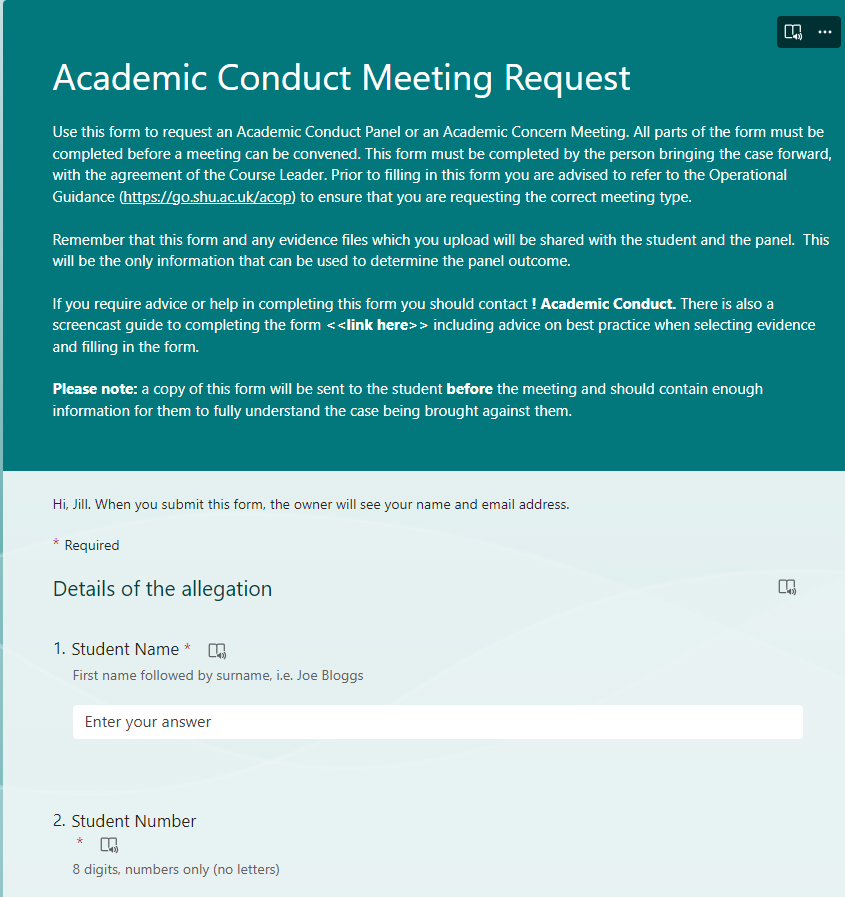 Academic Conduct Meeting Request
Use this form to request an Academic Conduct Panel or an Academic Concern Meeting. All parts of the form must be
completed before a meeting can be convened. This form must be completed by the person bringing the case forward,
with the agreement of the Course Leader. Prior to filling in this form you are advised to refer to the Operational
Guidance (https://go.shu.ac.uk/acop) to ensure that you are requesting the correct meeting type.
Remember that this form and any evidence files which you upload will be shared with the student and the panel.  This
will be the only information that can be used to determine the panel outcome.
If you require advice or help in completing this form you should contact ! Academic Conduct. There is also a
screencast guide to completing the form <<link here>> including advice on best practice when selecting evidence
and filling in the form.
Please note: a copy of this form will be sent to the student before the meeting and should contain enough
information for them to fully understand the case being brought against them.
Hi, Jill. When you submit this form, the owner will see your name and email address.
* Required
Details of the allegation
1. Student Name *
First name followed by surname, i.e. Joe Bloggs
Enter your answer
2. Student Number
*
8 digits, numbers only (no letters)